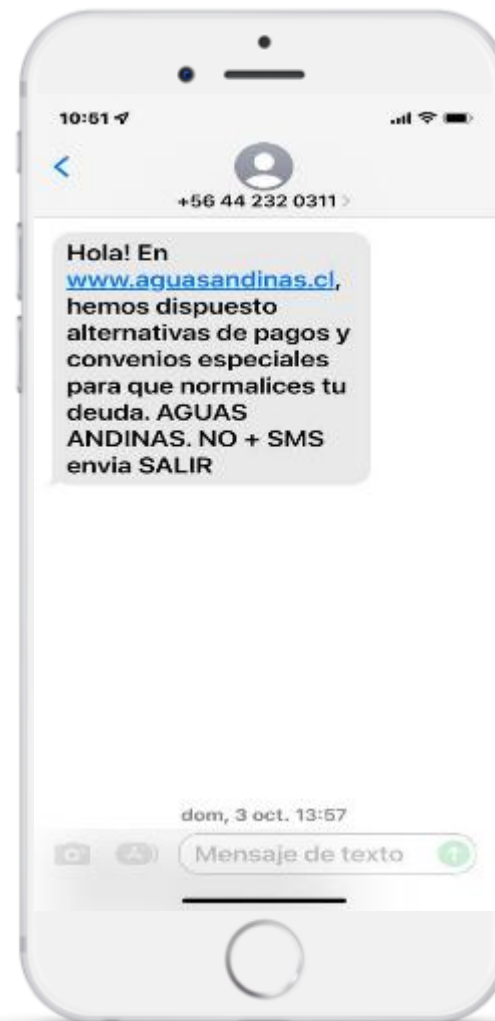 10:51
+56 44 232 0311 >
Hola! En
www.aguasandinas.cl,
hemos dispuesto
alternativas de pagos y
convenios especiales
para que normalices tu
deuda. AGUAS
ANDINAS. NO + SMS
envia SALIR
dom, 3 oct. 13:57
Mensaje de texto